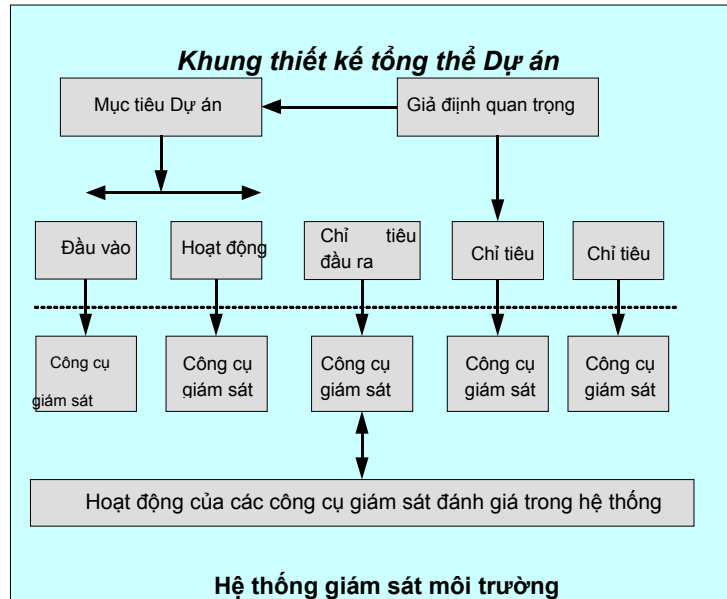 Khung thiết kế tổng thể Dự án
Mục tiêu Dự án
Giả địịnh quan trọng
Đầu vào
Hoạt động
Chỉ tiêu
đầu ra
Chỉ tiêu
Chỉ tiêu
Công cụ
giám sát
Công cụ
giám sát
Công cụ
giám sát
Công cụ
giám sát
Công cụ
giám sát
Hoạt động của các công cụ giám sát đánh giá trong hệ thống
Hệ thống giám sát môi trường